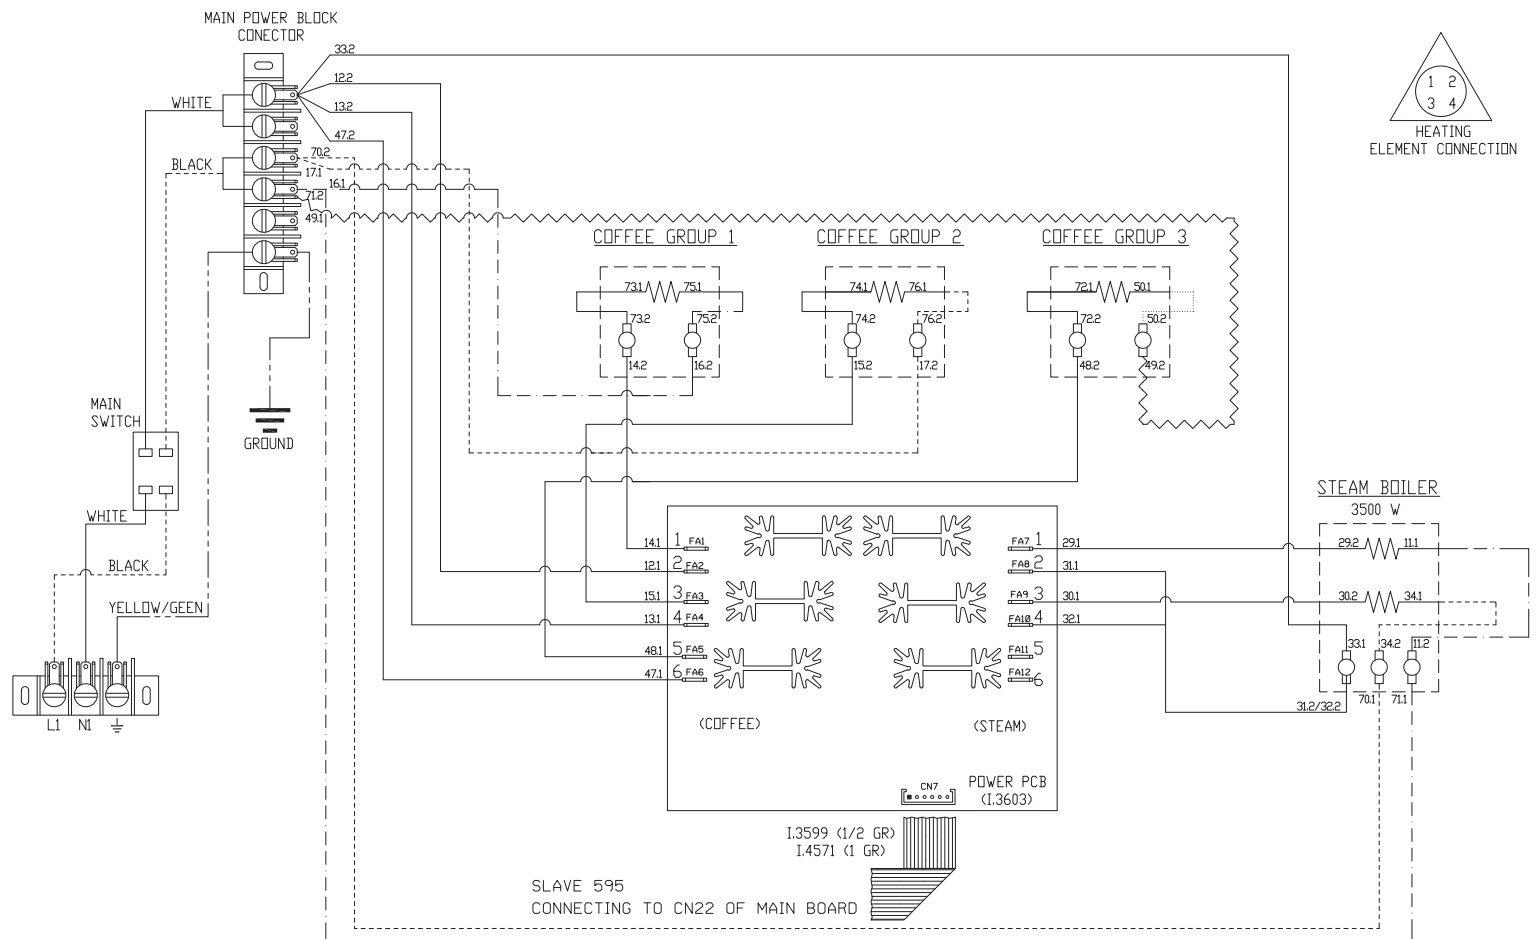 MAIN POWER BLOCK
CONECTOR
33.2
12.2
13.2
47.2
WHITE
BLACK
70.2
17.1
16.1
71.2
49.1
1 2
3 4
HEATING
ELEMENT CONNECTION
COFFEE GROUP 1
COFFEE GROUP 2
COFFEE GROUP 3
73.1
75.1
73.2
75.2
14.2
16.2
74.1
76.1
74.2
76.2
15.2
17.2
72.1
50.1
72.2
50.2
48.2
49.2
MAIN
SWITCH
GROUND
WHITE
BLACK
YELLOW/GEEN
L1
N1
STEAM BOILER
3500 W
14.1
1
FA1
12.1
2
FA2
15.1
3
FA3
13.1
4
FA4
48.1
5
FA5
47.1
6
FA6
FA7
1
29.1
FA8
2
31.1
FA9
3
30.1
FA10
4
32.1
FA11
5
FA12
6
29.2
11.1
30.2
34.1
33.1
34.2
11.2
31.2/32.2
70.1
71.1
(COFFEE)
(STEAM)
CN7
POWER PCB
(I.3603)
I.3599 (1/2 GR)
I.4571 (1 GR)
SLAVE 595
CONNECTING TO CN22 OF MAIN BOARD